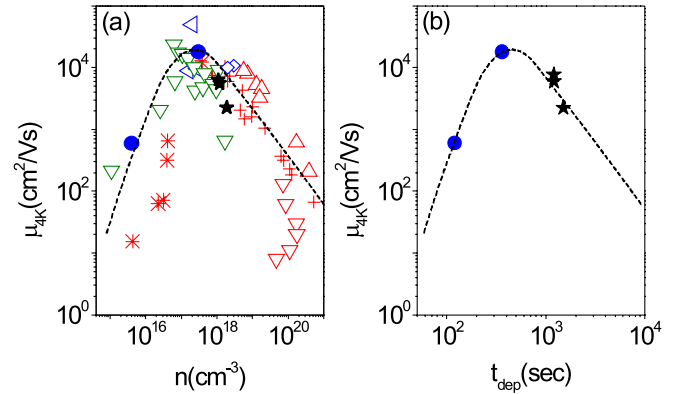 (a)
(b)
10⁴
10²
10⁰
μ₄K(cm²/Vs)
10¹⁶ 10¹⁸ 10²⁰
n(cm⁻³)
10⁴
10²
10⁰
μ₄K(cm²/Vs)
10² 10³ 10⁴
t_dep(sec)